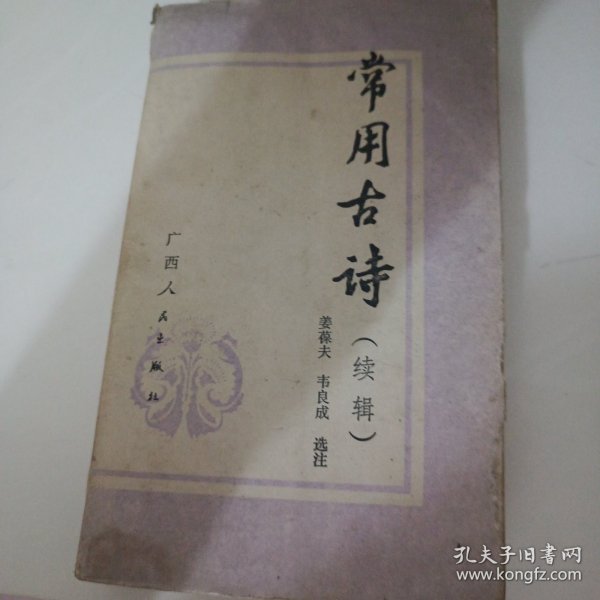 常用古诗
(续辑)
姜葆夫 韦良成 选注
广西人民出版社
孔夫子旧书网
www.kongfz.com